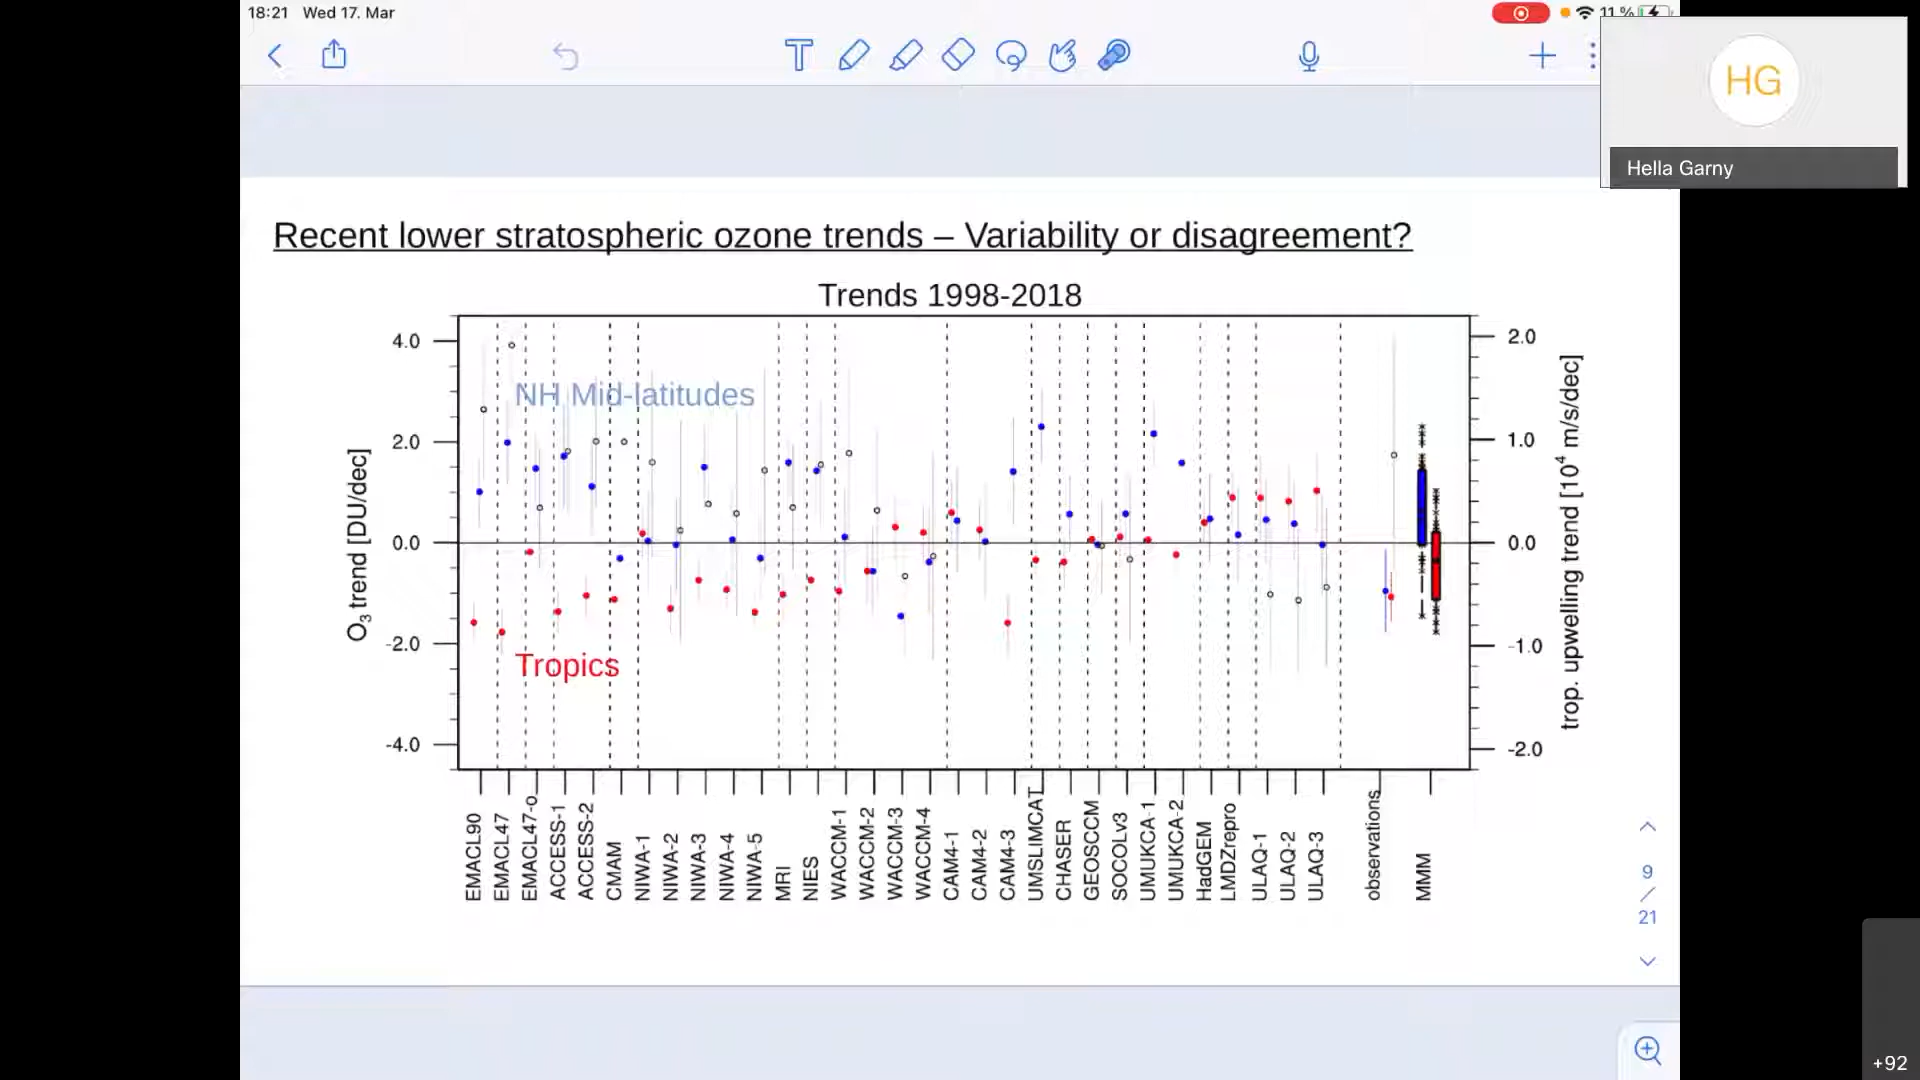 18:21 Wed 17. Mar
11 %
HG
Hella Garny
Recent lower stratospheric ozone trends – Variability or disagreement?
Trends 1998-2018
4.0
2.0
0.0
-2.0
-4.0
O3 trend [DU/dec]
NH Mid-latitudes
Tropics
2.0
1.0
0.0
-1.0
-2.0
trop. upwelling trend [10^4 m/s/dec]
EMACL90
EMACL47
EMACL47-o
ACCESS-1
ACCESS-2
CMAM
NIWA-1
NIWA-2
NIWA-3
NIWA-4
NIWA-5
MRI
NIES
WACCM-1
WACCM-2
WACCM-3
WACCM-4
CAM4-1
CAM4-2
CAM4-3
UMSLIMCAT
CHASER
GEOSCCM
SOCOLv3
UMUKCA-1
UMUKCA-2
HadGEM
LMDZrepro
ULAQ-1
ULAQ-2
ULAQ-3
observations
MMM
9
/
21
+92